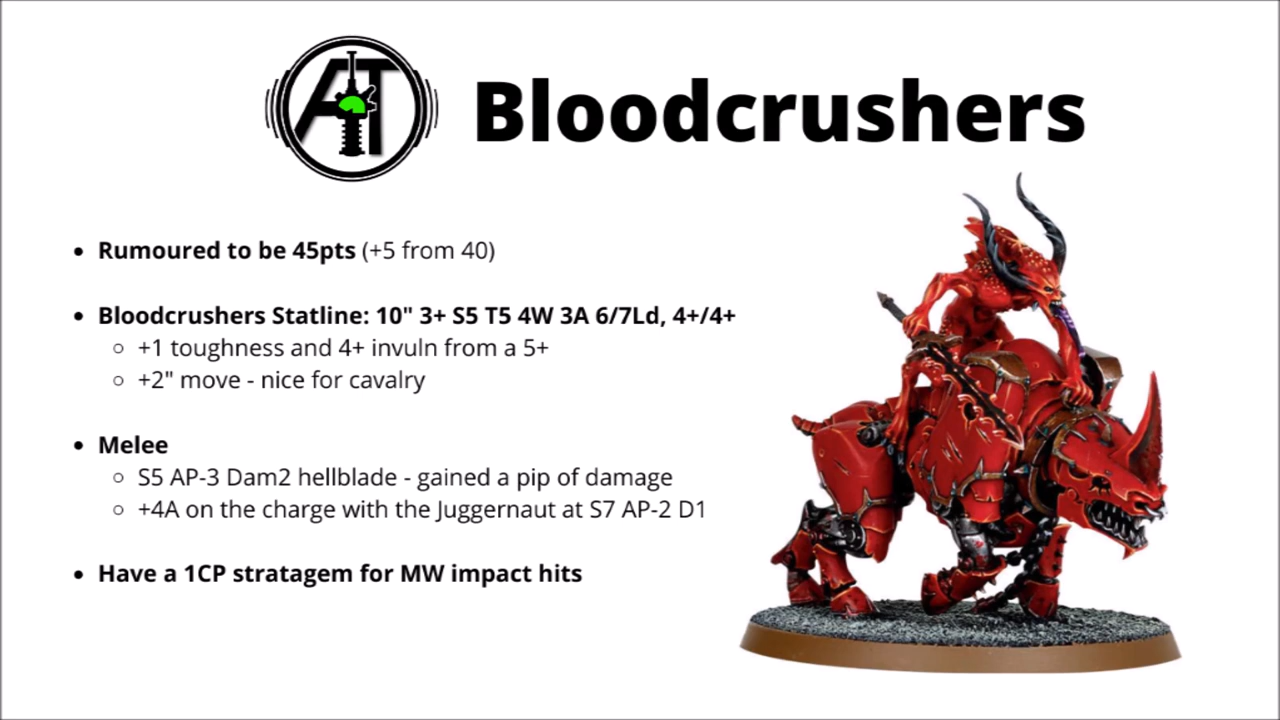 AT
Bloodcrushers
• Rumoured to be 45pts (+5 from 40)
• Bloodcrushers Statline: 10" 3+ S5 T5 4W 3A 6/7Ld, 4+/4+
○ +1 toughness and 4+ invuln from a 5+
○ +2" move - nice for cavalry
• Melee
○ S5 AP-3 Dam2 hellblade - gained a pip of damage
○ +4A on the charge with the Juggernaut at S7 AP-2 D1
• Have a 1CP stratagem for MW impact hits